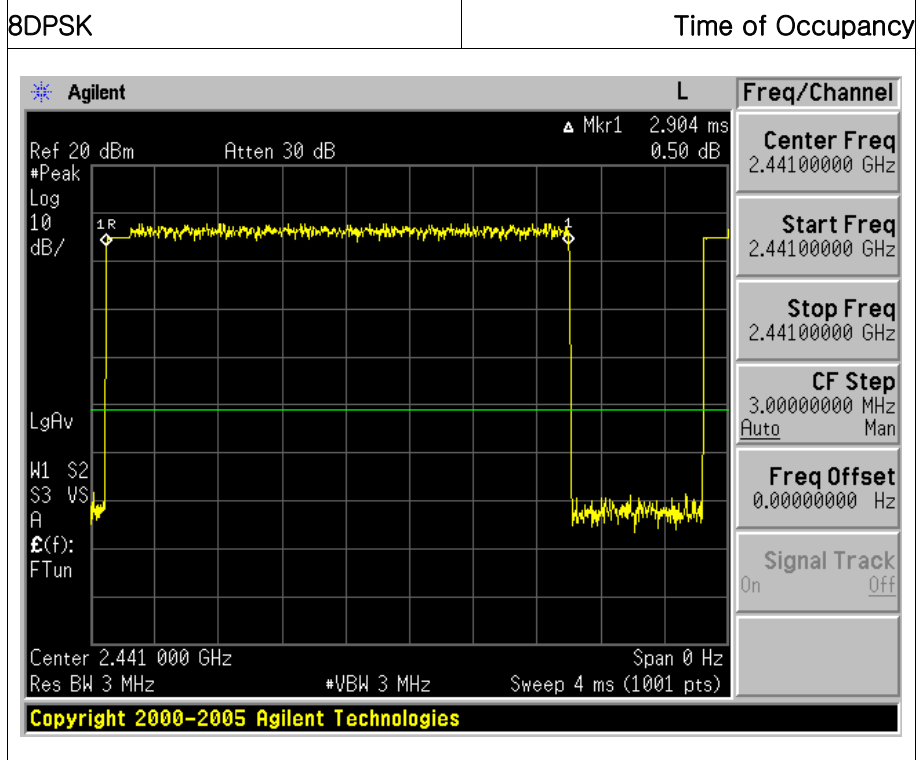 8DPSK Time of Occupancy
Agilent L Freq/Channel
Δ Mkr1 2.904 ms
Ref 20 dBm Atten 30 dB 0.50 dB
#Peak
Log
10
dB/
1R
1
LgAv
W1 S2
S3 VS
A
£(f):
FTun
Center 2.441 000 GHz Span 0 Hz
Res BW 3 MHz #VBW 3 MHz Sweep 4 ms (1001 pts)
Center Freq
2.44100000 GHz
Start Freq
2.44100000 GHz
Stop Freq
2.44100000 GHz
CF Step
3.00000000 MHz
Auto Man
Freq Offset
0.00000000 Hz
Signal Track
On Off
Copyright 2000-2005 Agilent Technologies